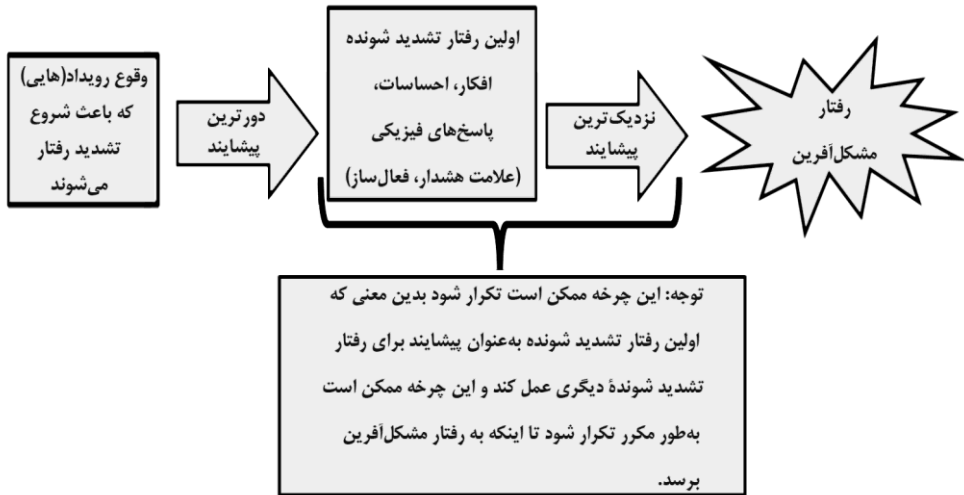 وقوع رویداد(هایی)
که باعث شروع
تشدید رفتار
می‌شوند
دورترین
پیشایند
اولین رفتار تشدید شونده
افکار، احساسات،
پاسخ‌های فیزیکی
(علامت هشدار، فعال‌ساز)
نزدیک‌ترین
پیشایند
رفتار
مشکل‌آفرین
توجه: این چرخه ممکن است تکرار شود بدین معنی که
اولین رفتار تشدید شونده به‌عنوان پیشایند برای رفتار
تشدید شوندهٔ دیگری عمل کند و این چرخه ممکن است
به‌طور مکرر تکرار شود تا اینکه به رفتار مشکل‌آفرین
برسد.